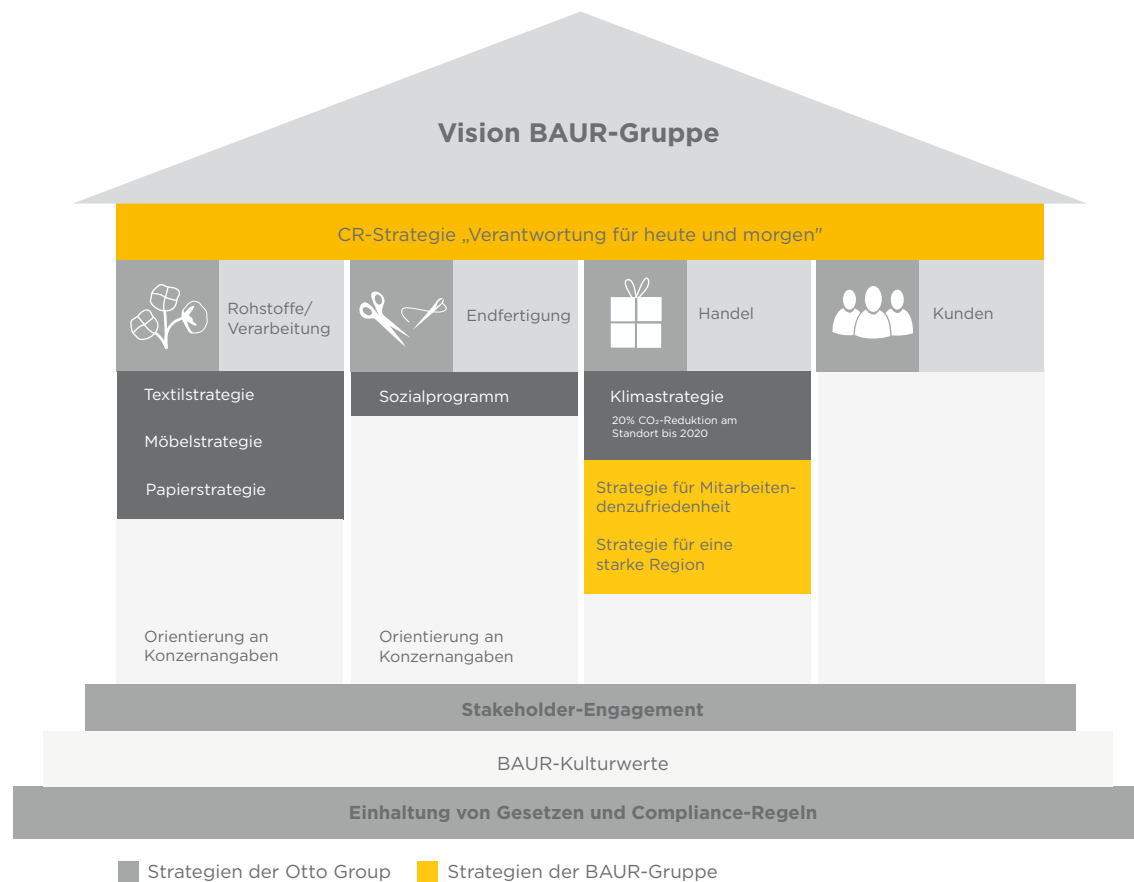 Vision BAUR-Gruppe
CR-Strategie „Verantwortung für heute und morgen"
Rohstoffe/
Verarbeitung
Endfertigung
Handel
Kunden
Textilstrategie
Möbelstrategie
Papierstrategie
Sozialprogramm
Klimastrategie
20% CO₂-Reduktion am
Standort bis 2020
Strategie für Mitarbeiten-
denzufriedenheit
Strategie für eine
starke Region
Orientierung an
Konzernangaben
Orientierung an
Konzernangaben
Stakeholder-Engagement
BAUR-Kulturwerte
Einhaltung von Gesetzen und Compliance-Regeln
Strategien der Otto Group
Strategien der BAUR-Gruppe